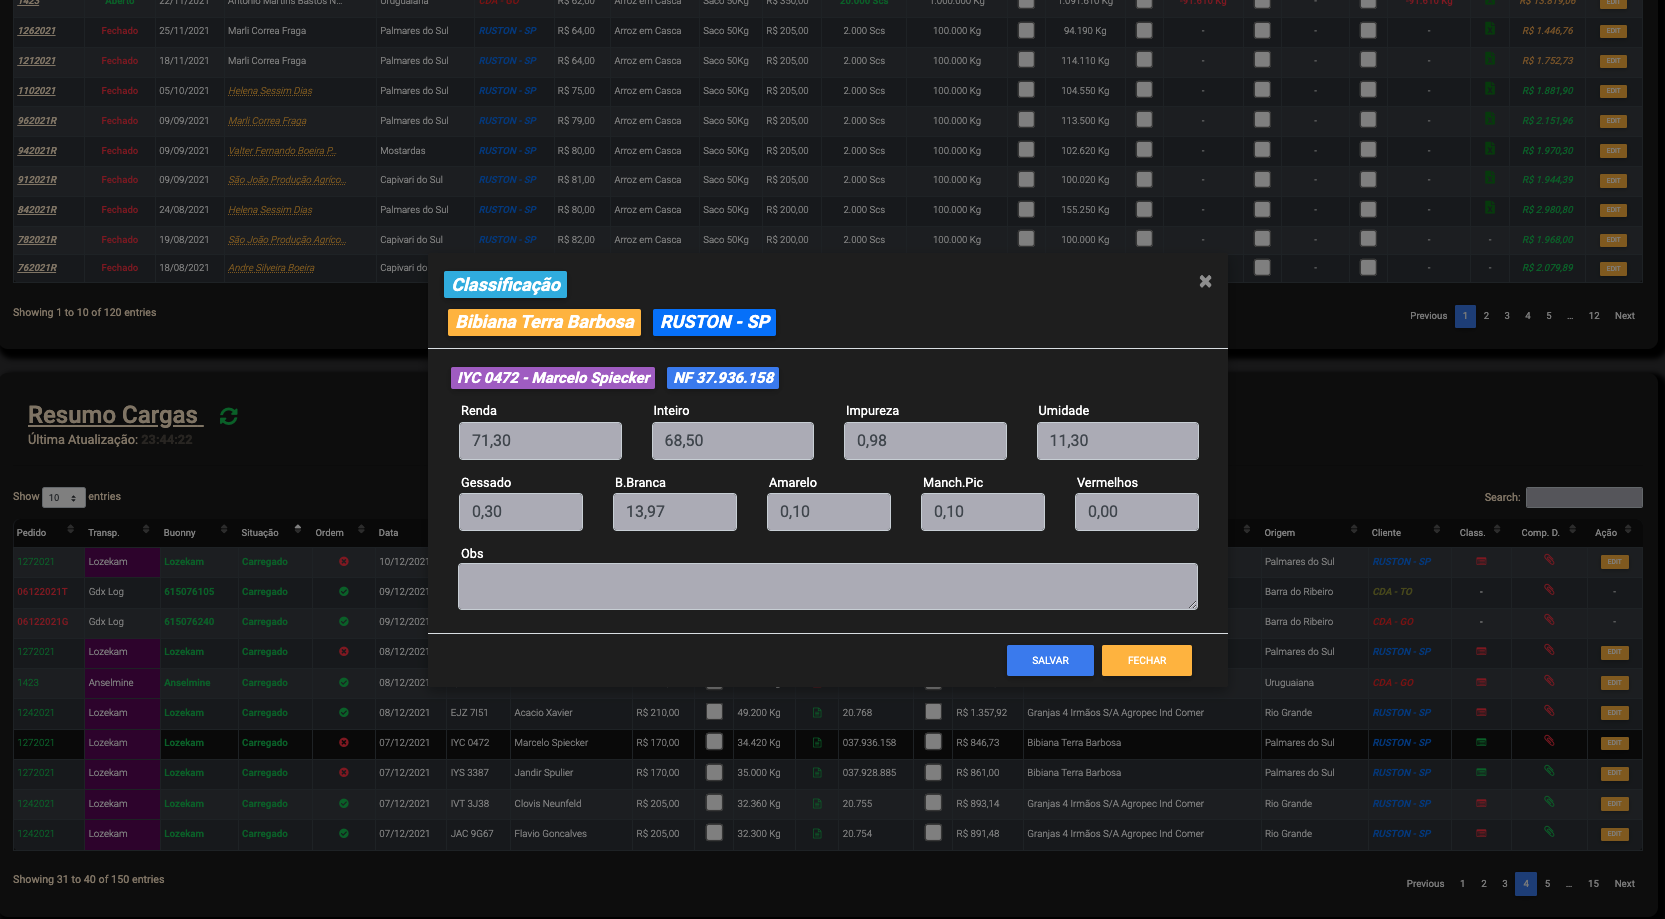 1423 Aberto 22/11/2021 Antonio Martins Bastos N... Uruguaiana CDA - GO R$ 62,00 Arroz em Casca Saco 50Kg R$ 350,00 20.000 Scs 1.000.000 Kg 1.091.610 Kg -91.610 Kg - -91.610 Kg R$ 13.819,06 EDIT
1262021 Fechado 25/11/2021 Marli Correa Fraga Palmares do Sul RUSTON - SP R$ 64,00 Arroz em Casca Saco 50Kg R$ 205,00 2.000 Scs 100.000 Kg 94.190 Kg - - - R$ 1.446,76 EDIT
1212021 Fechado 18/11/2021 Marli Correa Fraga Palmares do Sul RUSTON - SP R$ 64,00 Arroz em Casca Saco 50Kg R$ 205,00 2.000 Scs 100.000 Kg 114.110 Kg - - - R$ 1.752,73 EDIT
1102021 Fechado 05/10/2021 Helena Sessim Dias Palmares do Sul RUSTON - SP R$ 75,00 Arroz em Casca Saco 50Kg R$ 205,00 2.000 Scs 100.000 Kg 104.550 Kg - - - R$ 1.881,90 EDIT
962021R Fechado 09/09/2021 Marli Correa Fraga Palmares do Sul RUSTON - SP R$ 79,00 Arroz em Casca Saco 50Kg R$ 205,00 2.000 Scs 100.000 Kg 113.500 Kg - - - R$ 2.151,96 EDIT
942021R Fechado 09/09/2021 Valter Fernando Boeira P.. Mostardas RUSTON - SP R$ 80,00 Arroz em Casca Saco 50Kg R$ 205,00 2.000 Scs 100.000 Kg 102.620 Kg - - - R$ 1.970,30 EDIT
912021R Fechado 09/09/2021 São João Produção Agríco... Capivari do Sul RUSTON - SP R$ 81,00 Arroz em Casca Saco 50Kg R$ 205,00 2.000 Scs 100.000 Kg 100.020 Kg - - - R$ 1.944,39 EDIT
842021R Fechado 24/08/2021 Helena Sessim Dias Palmares do Sul RUSTON - SP R$ 80,00 Arroz em Casca Saco 50Kg R$ 200,00 2.000 Scs 100.000 Kg 155.250 Kg - - - R$ 2.980,80 EDIT
782021R Fechado 19/08/2021 São João Produção Agríco... Capivari do Sul RUSTON - SP R$ 82,00 Arroz em Casca Saco 50Kg R$ 200,00 2.000 Scs 100.000 Kg 100.000 Kg - - - - R$ 1.968,00 EDIT
762021R Fechado 18/08/2021 Andre Silveira Boeira Capivari do - - - R$ 2.079,89 EDIT
Showing 1 to 10 of 120 entries
Previous 1 2 3 4 5 ... 12 Next
Classificação
Bibiana Terra Barbosa RUSTON - SP
IYC 0472 - Marcelo Spiecker NF 37.936.158
Renda Inteiro Impureza Umidade
71,30 68,50 0,98 11,30
Gessado B.Branca Amarelo Manch.Pic Vermelhos
0,30 13,97 0,10 0,10 0,00
Obs
SALVAR FECHAR
Resumo Cargas
Última Atualização: 23:44:22
Show 10 entries
Search:
Pedido Transp. Buonny Situação Ordem Data Origem Cliente Class. Comp. D. Ação
1272021 Lozekam Lozekam Carregado 10/12/2021 Palmares do Sul RUSTON - SP EDIT
06122021T Gdx Log 615076105 Carregado 09/12/2021 Barra do Ribeiro CDA - TO - -
06122021G Gdx Log 615076240 Carregado 09/12/2021 Barra do Ribeiro CDA - GO - -
1272021 Lozekam Lozekam Carregado 08/12/2021 Palmares do Sul RUSTON - SP EDIT
1423 Anselmine Anselmine Carregado 08/12/2021 Uruguaiana CDA - GO EDIT
1242021 Lozekam Lozekam Carregado 08/12/2021 EJZ 7I51 Acacio Xavier R$ 210,00 49.200 Kg 20.768 R$ 1.357,92 Granjas 4 Irmãos S/A Agropec Ind Comer Rio Grande RUSTON - SP EDIT
1272021 Lozekam Lozekam Carregado 07/12/2021 IYC 0472 Marcelo Spiecker R$ 170,00 34.420 Kg 037.936.158 R$ 846,73 Bibiana Terra Barbosa Palmares do Sul RUSTON - SP EDIT
1272021 Lozekam Lozekam Carregado 07/12/2021 IYS 3387 Jandir Spulier R$ 170,00 35.000 Kg 037.928.885 R$ 861,00 Bibiana Terra Barbosa Palmares do Sul RUSTON - SP EDIT
1242021 Lozekam Lozekam Carregado 07/12/2021 IVT 3J38 Clovis Neunfeld R$ 205,00 32.360 Kg 20.755 R$ 893,14 Granjas 4 Irmãos S/A Agropec Ind Comer Rio Grande RUSTON - SP EDIT
1242021 Lozekam Lozekam Carregado 07/12/2021 JAC 9G67 Flavio Goncalves R$ 205,00 32.300 Kg 20.754 R$ 891,48 Granjas 4 Irmãos S/A Agropec Ind Comer Rio Grande RUSTON - SP EDIT
Showing 31 to 40 of 150 entries
Previous 1 2 3 4 5 ... 15 Next